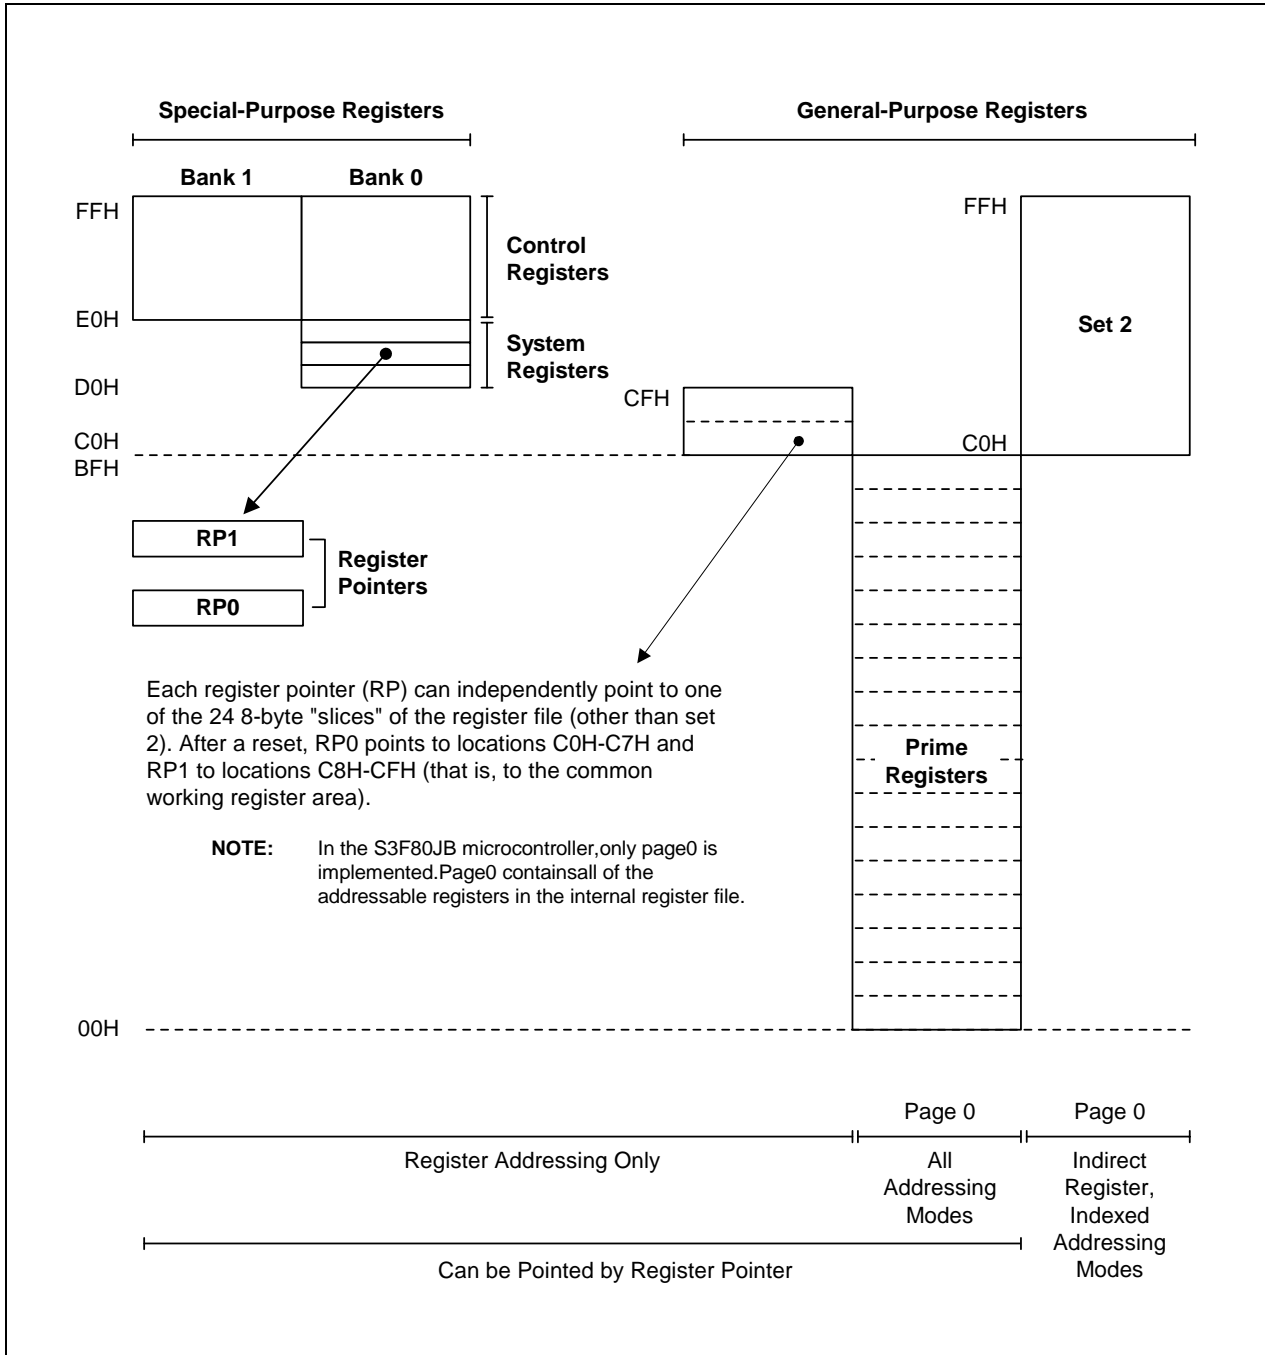 Special-Purpose Registers
General-Purpose Registers
Bank 1
Bank 0
FFH
FFH
Control
Registers
E0H
Set 2
System
Registers
D0H
CFH
C0H
C0H
BFH
RP1
Register
Pointers
RP0
Each register pointer (RP) can independently point to one
of the 24 8-byte "slices" of the register file (other than set
2). After a reset, RP0 points to locations C0H-C7H and
RP1 to locations C8H-CFH (that is, to the common
working register area).
Prime
Registers
NOTE: In the S3F80JB microcontroller,only page0 is
implemented.Page0 containsall of the
addressable registers in the internal register file.
00H
Page 0
Page 0
Register Addressing Only
All
Addressing
Modes
Indirect
Register,
Indexed
Addressing
Modes
Can be Pointed by Register Pointer